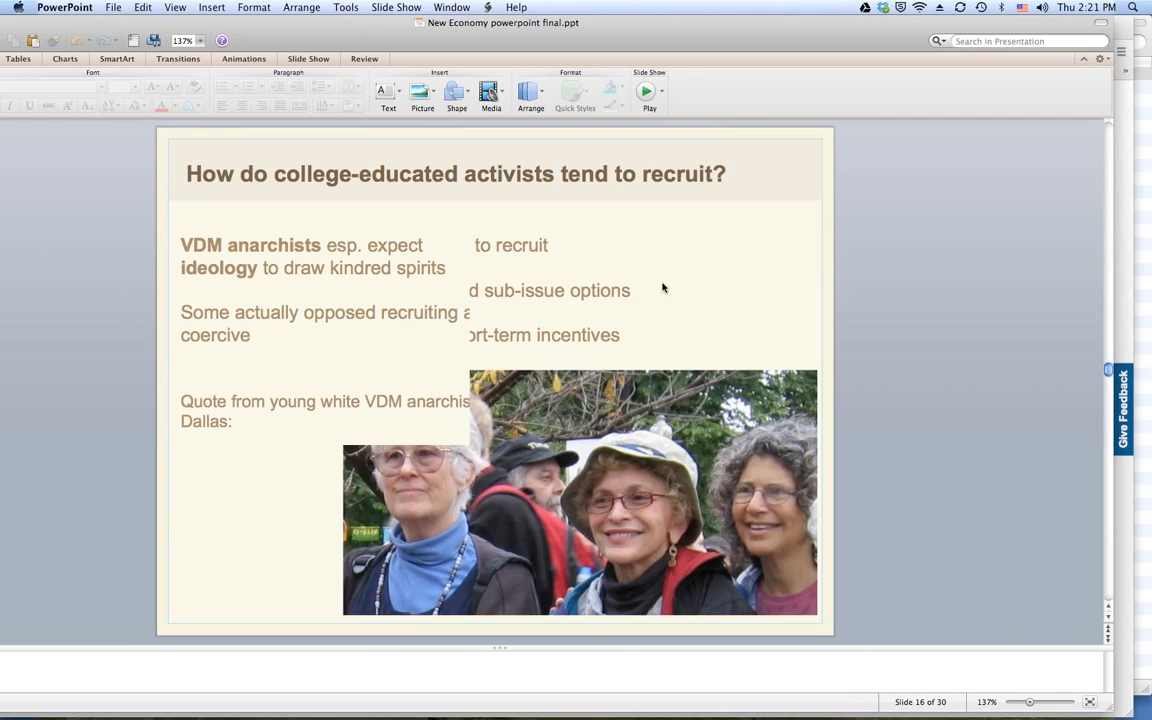 PowerPoint File Edit View Insert Format Arrange Tools Slide Show Window Help Thu 2:21 PM
New Economy powerpoint final.ppt
137%
Search in Presentation
Tables Charts SmartArt Transitions Animations Slide Show Review
Font Paragraph Insert Format Slide Show
Text Picture Shape Media Arrange Quick Styles Play
How do college-educated activists tend to recruit?
VDM anarchists esp. expect to recruit
ideology to draw kindred spirits
d sub-issue options
Some actually opposed recruiting a
coercive ort-term incentives
Quote from young white VDM anarchis
Dallas:
Give Feedback
Slide 16 of 30 137%